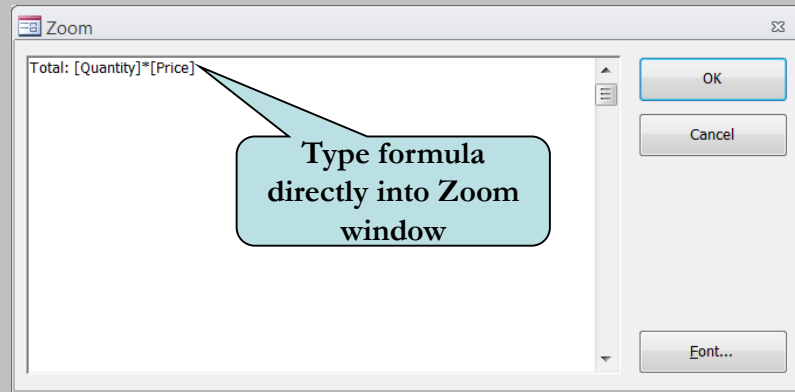 Zoom
Total: [Quantity]*[Price]
OK
Cancel
Type formula
directly into Zoom
window
Font...